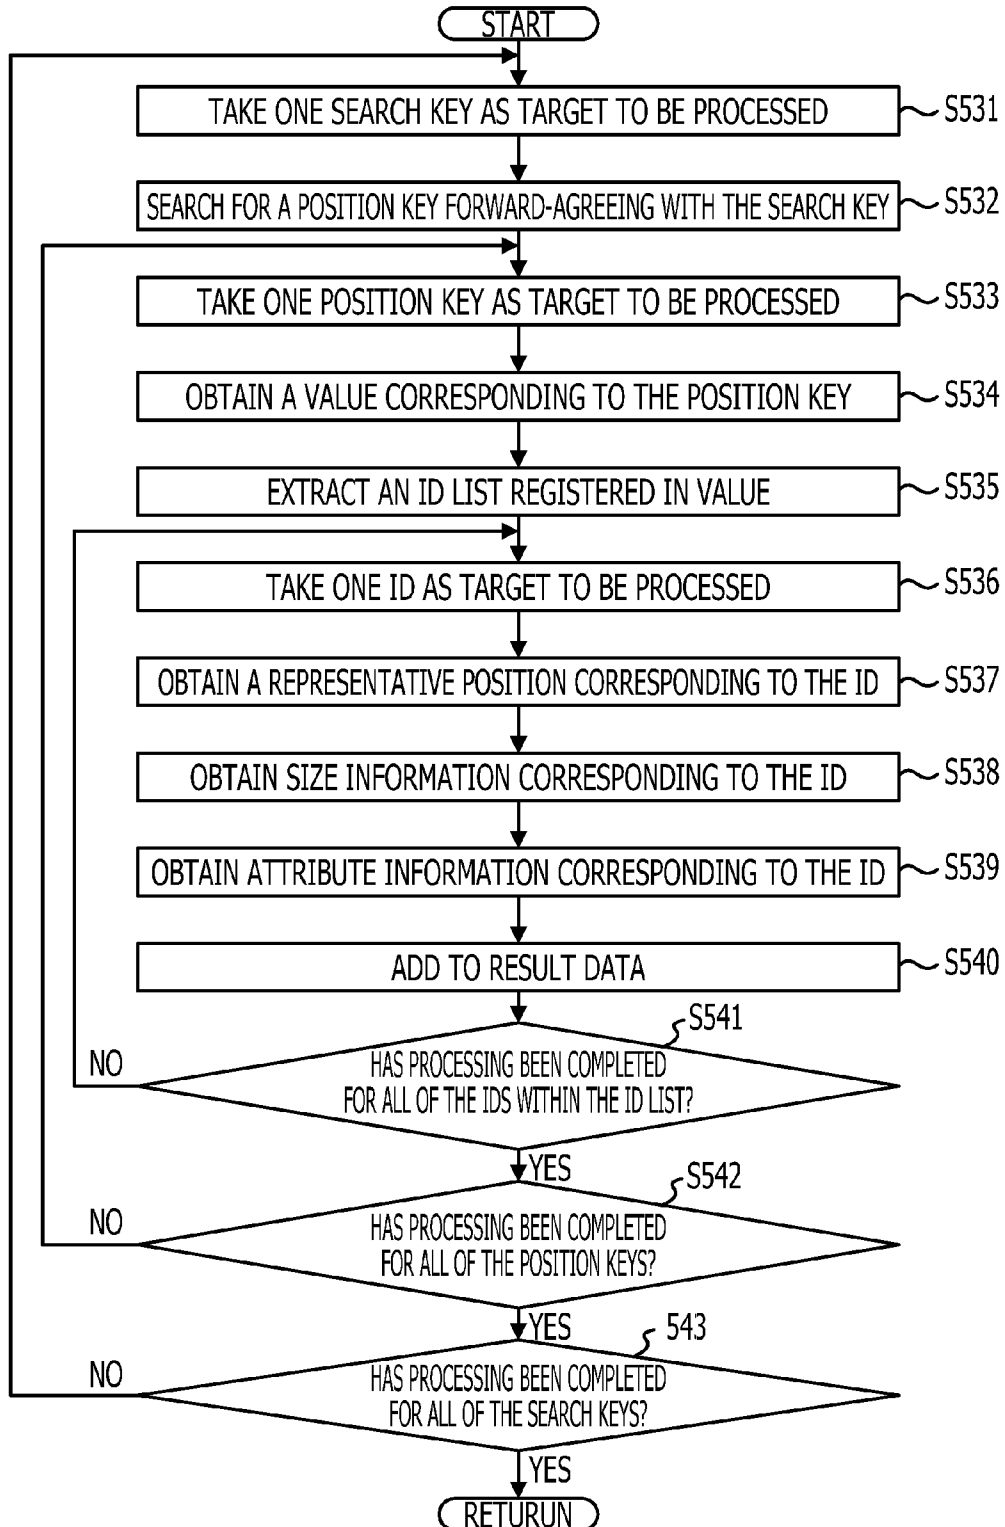 START
TAKE ONE SEARCH KEY AS TARGET TO BE PROCESSED
S531
SEARCH FOR A POSITION KEY FORWARD-AGREEING WITH THE SEARCH KEY
S532
TAKE ONE POSITION KEY AS TARGET TO BE PROCESSED
S533
OBTAIN A VALUE CORRESPONDING TO THE POSITION KEY
S534
EXTRACT AN ID LIST REGISTERED IN VALUE
S535
TAKE ONE ID AS TARGET TO BE PROCESSED
S536
OBTAIN A REPRESENTATIVE POSITION CORRESPONDING TO THE ID
S537
OBTAIN SIZE INFORMATION CORRESPONDING TO THE ID
S538
OBTAIN ATTRIBUTE INFORMATION CORRESPONDING TO THE ID
S539
ADD TO RESULT DATA
S540
S541
NO
HAS PROCESSING BEEN COMPLETED
FOR ALL OF THE IDS WITHIN THE ID LIST?
YES
S542
NO
HAS PROCESSING BEEN COMPLETED
FOR ALL OF THE POSITION KEYS?
YES
543
NO
HAS PROCESSING BEEN COMPLETED
FOR ALL OF THE SEARCH KEYS?
YES
RETURUN